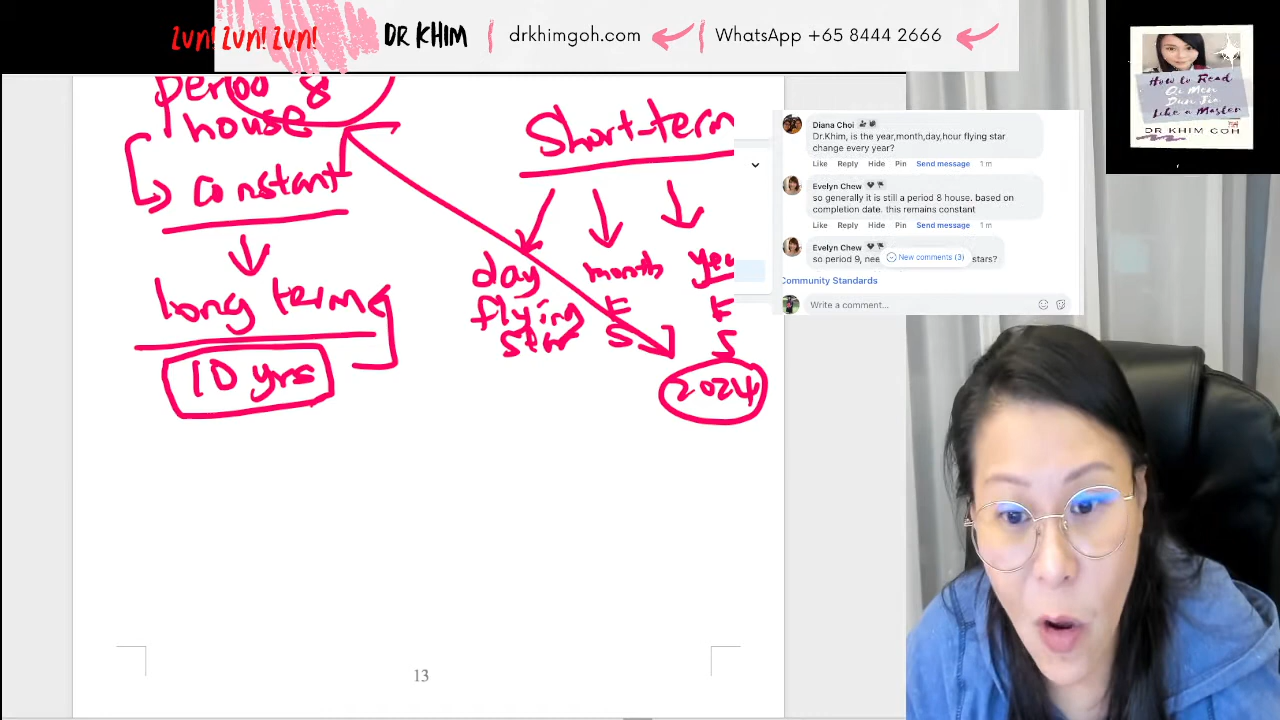 zun! zun! zun!
DR KHIM
drkhimgoh.com
WhatsApp +65 8444 2666
How to Read
Qi Men
Dun Jia
Like a Master
DR KHIM GOH
period 8
house
constant
long term
10 yrs
Short-term
day
flying
star
month
F
S
F
S
2024
Diana Choi
Dr.Khim, is the year,month,day,hour flying star
change every year?
Like Reply Hide Pin Send message 1 m
Evelyn Chew
so generally it is still a period 8 house. based on
completion date. this remains constant
Like Reply Hide Pin Send message 1 m
Evelyn Chew
so period 9, nee stars?
New comments (3)
Community Standards
Write a comment...
13